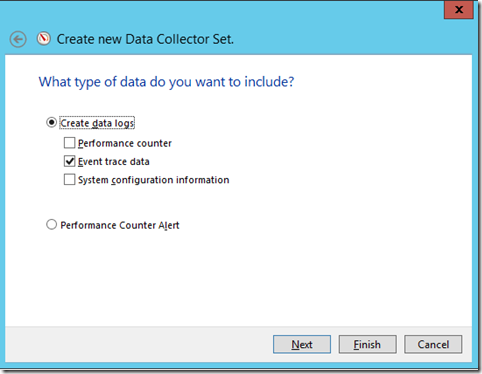 x
Create new Data Collector Set.
What type of data do you want to include?
Create data logs
Performance counter
Event trace data
System configuration information
Performance Counter Alert
Next Finish Cancel